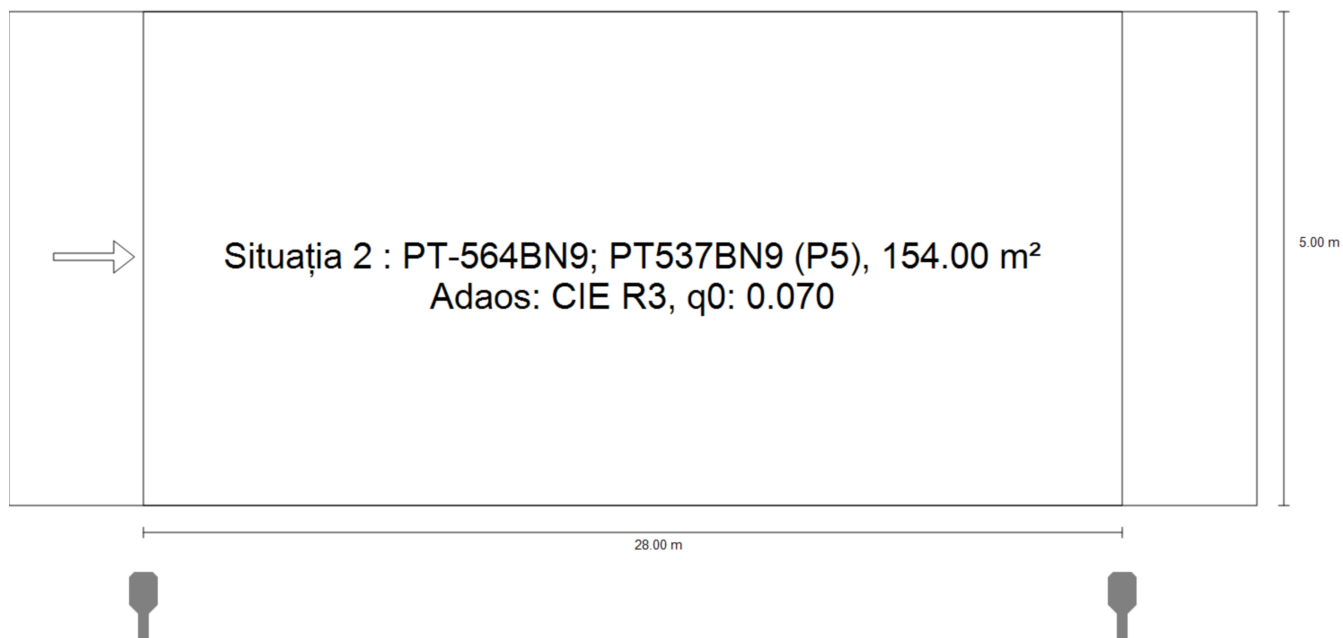 Situația 2 : PT-564BN9; PT537BN9 (P5), 154.00 m²
Adaos: CIE R3, q0: 0.070
5.00 m
28.00 m